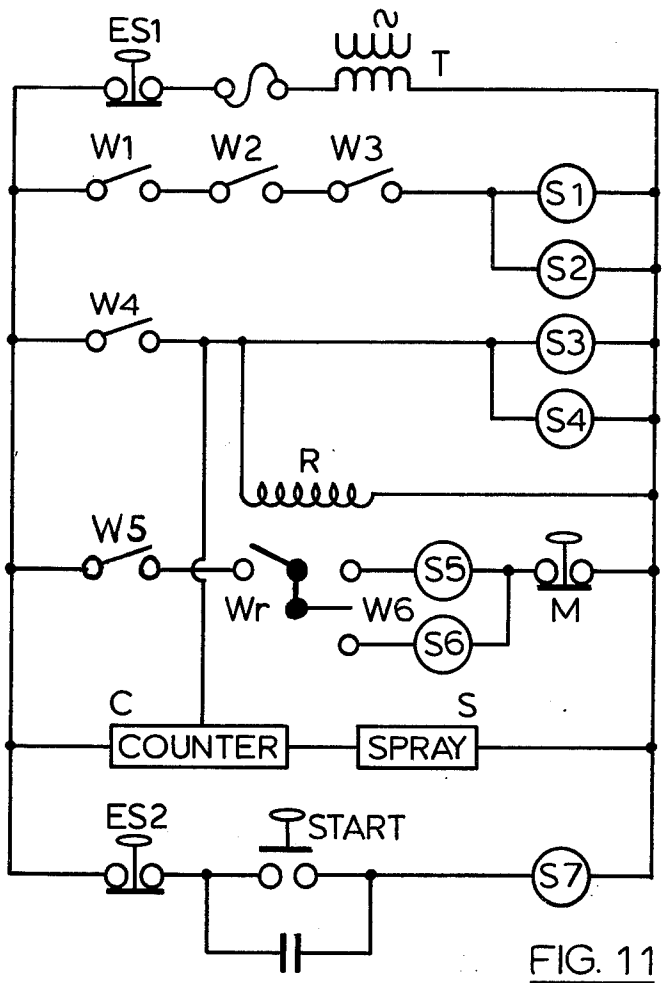 ES1
T
W1 W2 W3
S1
S2
W4
S3
S4
R
W5
S5
Wr W6 M
S6
C S
COUNTER SPRAY
ES2
START
S7
FIG. 11